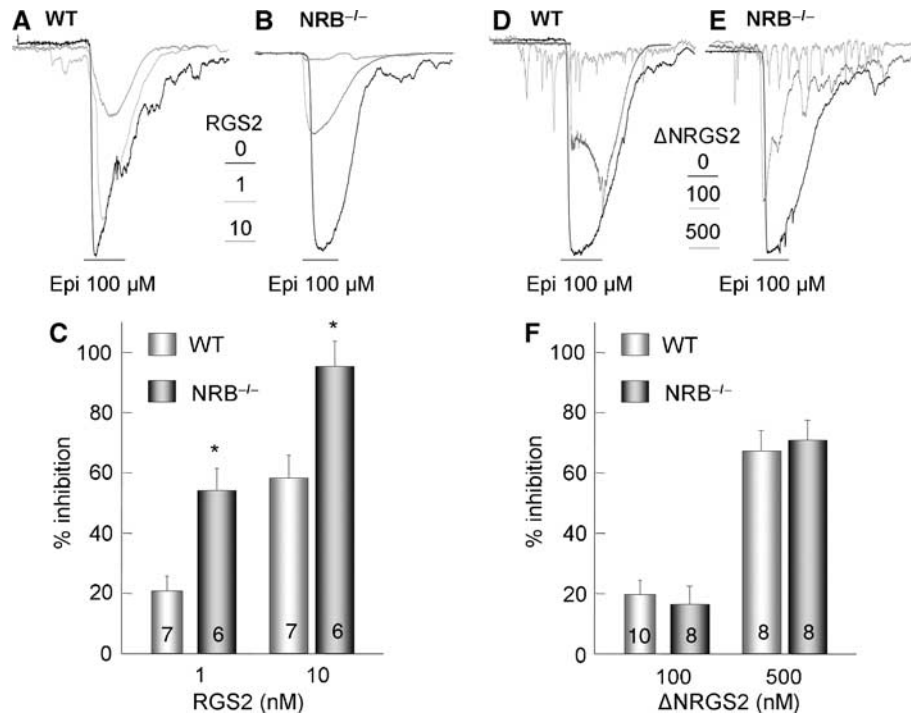 A WT
B NRB–/–
RGS2
0
1
10
Epi 100 µM
Epi 100 µM
D WT
E NRB–/–
ΔNRGS2
0
100
500
Epi 100 µM
Epi 100 µM
C
WT
NRB–/–
% inhibition
100
80
60
40
20
0
*
*
7
6
7
6
1
10
RGS2 (nM)
F
WT
NRB–/–
% inhibition
100
80
60
40
20
0
10
8
8
8
100
500
ΔNRGS2 (nM)